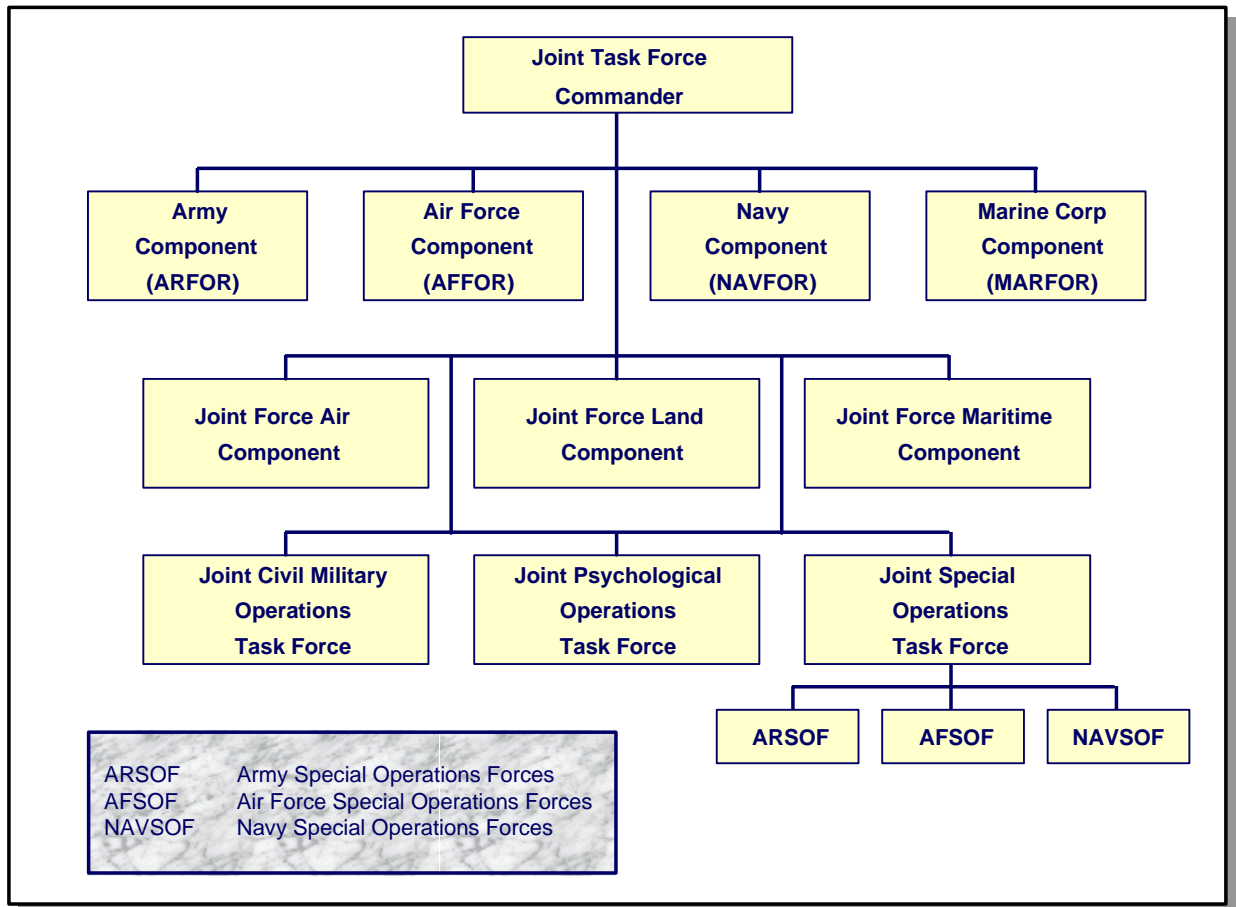 Joint Task Force
Commander
Army
Component
(ARFOR)
Air Force
Component
(AFFOR)
Navy
Component
(NAVFOR)
Marine Corp
Component
(MARFOR)
Joint Force Air
Component
Joint Force Land
Component
Joint Force Maritime
Component
Joint Civil Military
Operations
Task Force
Joint Psychological
Operations
Task Force
Joint Special
Operations
Task Force
ARSOF
AFSOF
NAVSOF
ARSOF Army Special Operations Forces
AFSOF Air Force Special Operations Forces
NAVSOF Navy Special Operations Forces